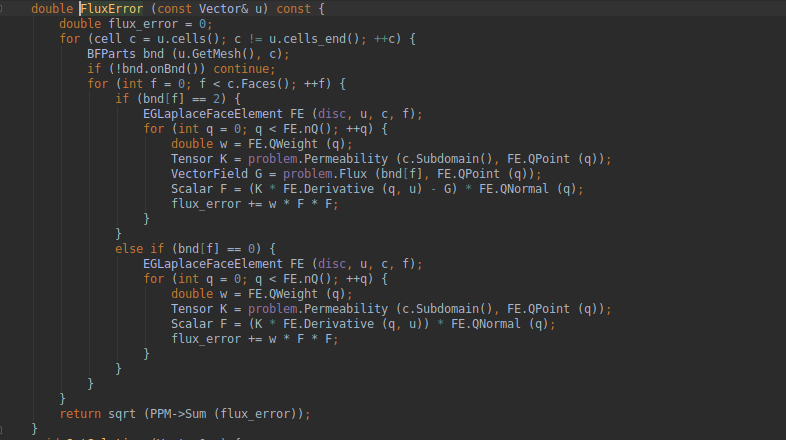 double FluxError (const Vector& u) const {
double flux_error = 0;
for (cell c = u.cells(); c != u.cells_end(); ++c) {
BFParts bnd (u.GetMesh(), c);
if (!bnd.onBnd()) continue;
for (int f = 0; f < c.Faces(); ++f) {
if (bnd[f] == 2) {
EGLaplaceFaceElement FE (disc, u, c, f);
for (int q = 0; q < FE.nQ(); ++q) {
double w = FE.QWeight (q);
Tensor K = problem.Permeability (c.Subdomain(), FE.QPoint (q));
VectorField G = problem.Flux (bnd[f], FE.QPoint (q));
Scalar F = (K * FE.Derivative (q, u) - G) * FE.QNormal (q);
flux_error += w * F * F;
}
}
else if (bnd[f] == 0) {
EGLaplaceFaceElement FE (disc, u, c, f);
for (int q = 0; q < FE.nQ(); ++q) {
double w = FE.QWeight (q);
Tensor K = problem.Permeability (c.Subdomain(), FE.QPoint (q));
Scalar F = (K * FE.Derivative (q, u)) * FE.QNormal (q);
flux_error += w * F * F;
}
}
}
}
return sqrt (PPM->Sum (flux_error));
}